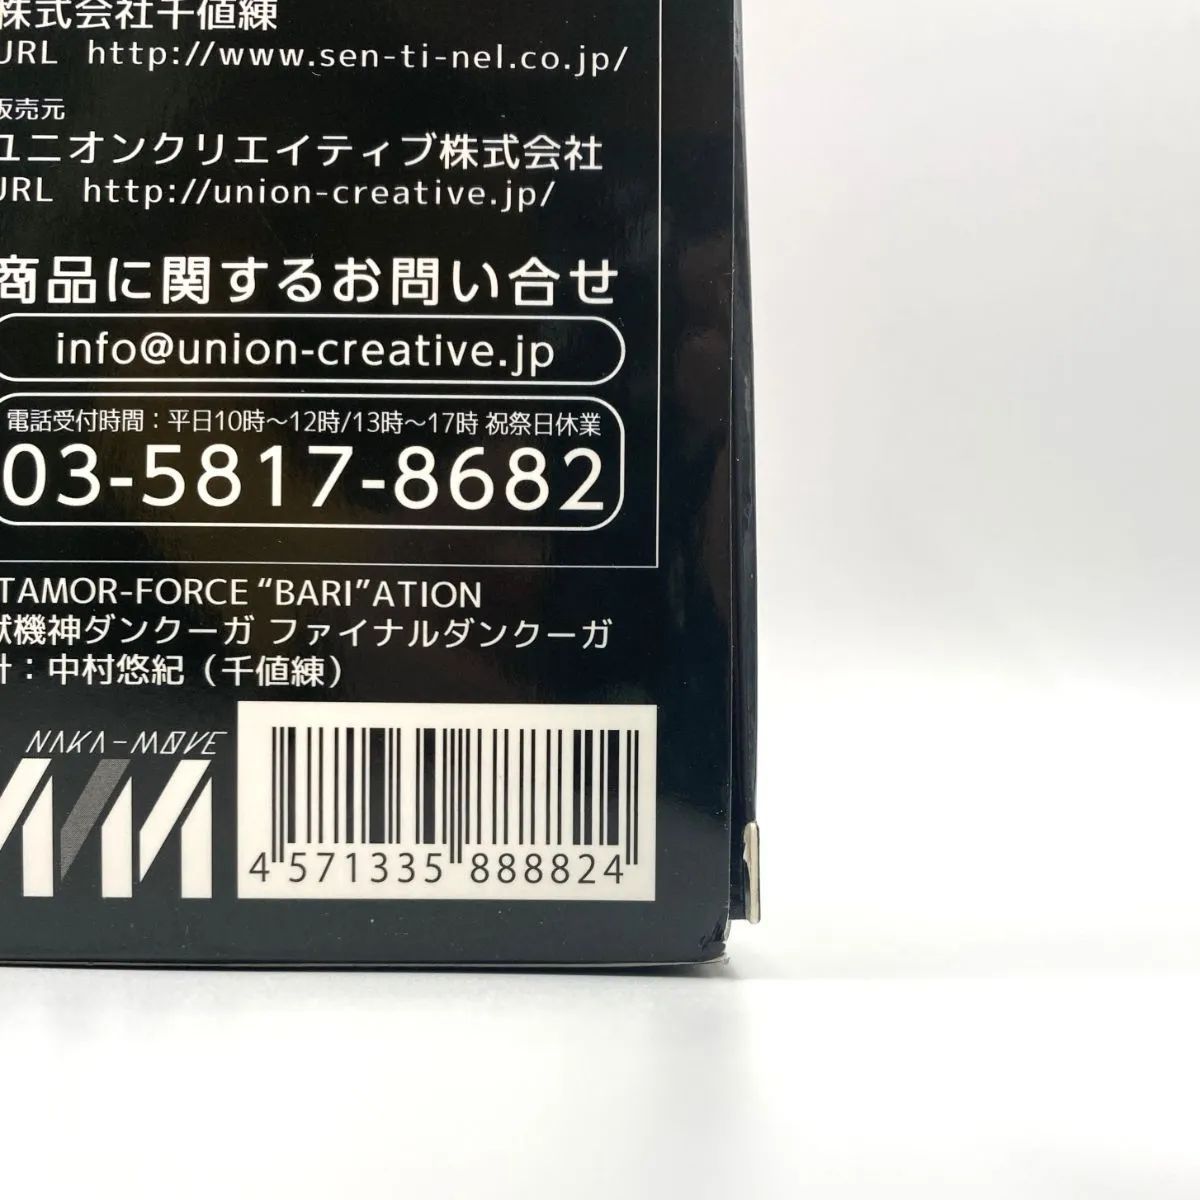 株式会社千値練
URL http://www.sen-ti-nel.co.jp/
販売元
ユニオンクリエイティブ株式会社
URL http://union-creative.jp/
商品に関するお問い合せ
info@union-creative.jp
電話受付時間：平日10時～12時/13時～17時 祝祭日休業
03-5817-8682
TAMOR-FORCE “BARI”ATION
獣機神ダンクーガ ファイナルダンクーガ
計：中村悠紀（千値練）
NAKA-MOVE
4 571335 888824